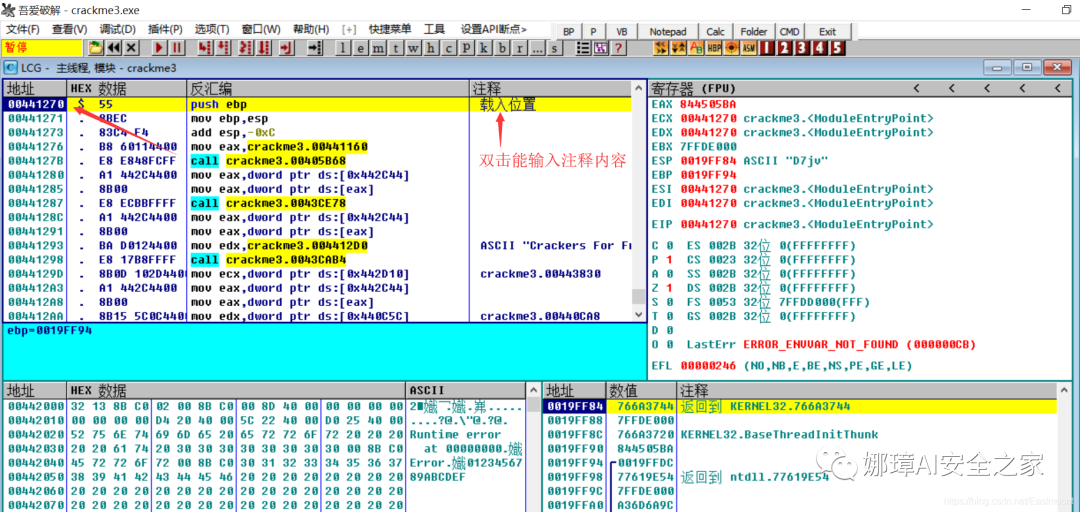 吾爱破解 - crackme3.exe
文件(F) 查看(V) 调试(D) 插件(P) 选项(T) 窗口(W) 帮助(H) [+] 快捷菜单 工具 设置API断点> BP P VB Notepad Calc Folder CMD Exit
暂停 l e m t w h c P k b r ... s ? HBP ASM 1 2 3 4 5
LCG - 主线程, 模块 - crackme3
地址 HEX 数据 反汇编 注释
00441270 $ 55 push ebp 载入位置
00441271 . 8BEC mov ebp,esp
00441273 . 83C4 F4 add esp,-0xC
00441276 . B8 60114400 mov eax,crackme3.00441160
0044127B . E8 E848FCFF call crackme3.00405B68
00441280 . A1 442C4400 mov eax,dword ptr ds:[0x442C44]
00441285 . 8B00 mov eax,dword ptr ds:[eax]
00441287 . E8 ECBBFFFF call crackme3.0043CE78
0044128C . A1 442C4400 mov eax,dword ptr ds:[0x442C44]
00441291 . 8B00 mov eax,dword ptr ds:[eax]
00441293 . BA D0124400 mov edx,crackme3.004412D0 ASCII "Crackers For Fr
00441298 . E8 17B8FFFF call crackme3.0043CAB4
0044129D . 8B0D 102D440 mov ecx,dword ptr ds:[0x442D10] crackme3.00443830
004412A3 . A1 442C4400 mov eax,dword ptr ds:[0x442C44]
004412A8 . 8B00 mov eax,dword ptr ds:[eax]
004412AA . 8B15 5C0C440 mov edx,dword ptr ds:[0x440C5C] crackme3.00440CA8
双击能输入注释内容
ebp=0019FF94
寄存器 (FPU) < < < < <
EAX 844505BA
ECX 00441270 crackme3.<ModuleEntryPoint>
EDX 00441270 crackme3.<ModuleEntryPoint>
EBX 7FFDE000
ESP 0019FF84 ASCII "D7jv"
EBP 0019FF94
ESI 00441270 crackme3.<ModuleEntryPoint>
EDI 00441270 crackme3.<ModuleEntryPoint>
EIP 00441270 crackme3.<ModuleEntryPoint>
C 0 ES 002B 32位 0(FFFFFFFF)
P 1 CS 0023 32位 0(FFFFFFFF)
A 0 SS 002B 32位 0(FFFFFFFF)
Z 1 DS 002B 32位 0(FFFFFFFF)
S 0 FS 0053 32位 7FFDD000(FFF)
T 0 GS 002B 32位 0(FFFFFFFF)
D 0
O 0 LastErr ERROR_ENVVAR_NOT_FOUND (000000CB)
EFL 00000246 (NO,NB,E,BE,NS,PE,GE,LE)
地址 HEX 数据 ASCII
00442000 32 13 8B C0 02 00 8B C0 00 8D 40 00 00 00 00 00
00442010 00 00 00 00 D4 20 40 00 5C 22 40 00 D0 25 40 00 ....?@.\"@.?@.
00442020 52 75 6E 74 69 6D 65 20 65 72 72 6F 72 20 20 20 Runtime error
00442030 20 20 61 74 20 30 30 30 30 30 30 30 30 00 8B C0 at 00000000.
00442040 45 72 72 6F 72 00 8B C0 30 31 32 33 34 35 36 37 Error.01234567
00442050 38 39 41 42 43 44 45 46 20 20 20 20 20 20 20 20 89ABCDEF
00442060 20 20 20 20 20 20 20 20 20 20 20 20 20 20 20 20
00442070 20 20 20 20 20 20 20 20 20 20 20 20 20 20 20 20
地址 数值 注释
0019FF84 766A3744 返回到 KERNEL32.766A3744
0019FF88 7FFDE000
0019FF8C 766A3720 KERNEL32.BaseThreadInitThunk
0019FF90 844505BA
0019FF94 0019FFDC
0019FF98 77619E54 返回到 ntdll.77619E54
0019FF9C 7FFDE000
0019FFA0 A36D6A9C
娜璋AI安全之家